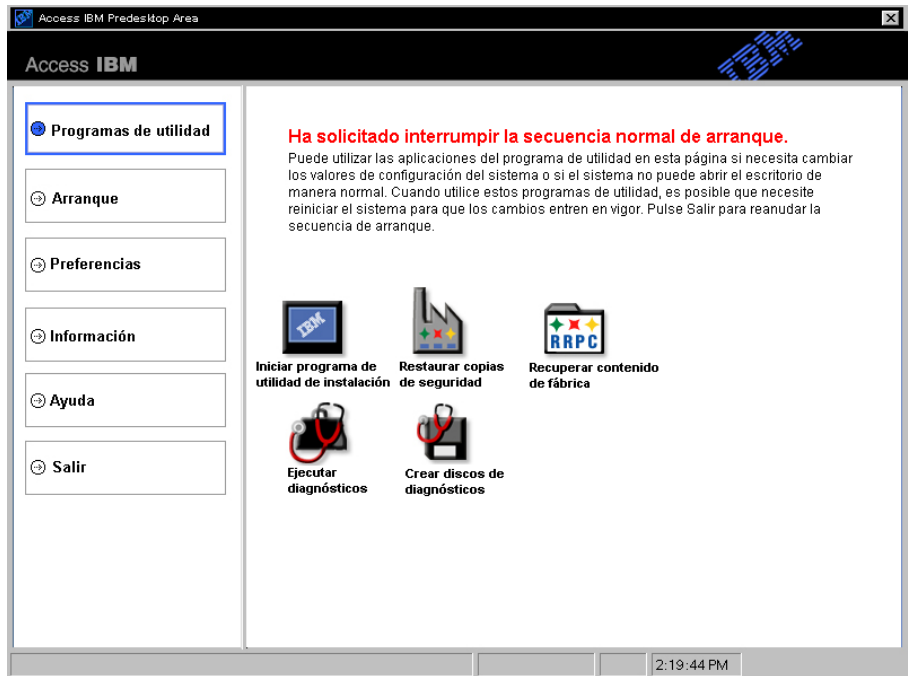 Access IBM Predesktop Area
Access IBM
IBM
Programas de utilidad
Arranque
Preferencias
Información
Ayuda
Salir
Ha solicitado interrumpir la secuencia normal de arranque.
Puede utilizar las aplicaciones del programa de utilidad en esta página si necesita cambiar
los valores de configuración del sistema o si el sistema no puede abrir el escritorio de
manera normal. Cuando utilice estos programas de utilidad, es posible que necesite
reiniciar el sistema para que los cambios entren en vigor. Pulse Salir para reanudar la
secuencia de arranque.
IBM
Iniciar programa de
utilidad de instalación
Restaurar copias
de seguridad
RRPC
Recuperar contenido
de fábrica
Ejecutar
diagnósticos
Crear discos de
diagnósticos
2:19:44 PM